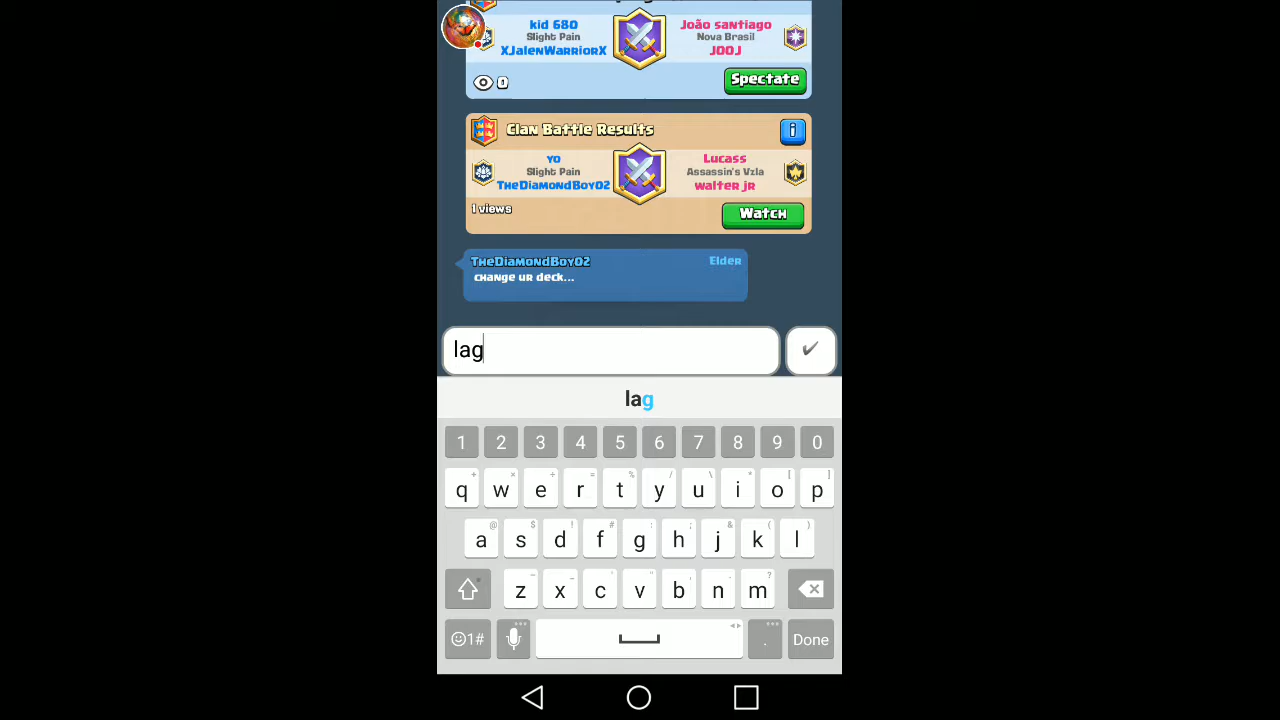 kid 680
João santiago
Slight Pain
Nova Brasil
XJalenWarriorX
JOOJ
0
Spectate
Clan Battle Results
i
yo
Lucass
Slight Pain
Assassin's Vzla
TheDiamondBoy02
walter jr
1 views
Watch
TheDiamondBoy02
Elder
change ur deck...
lag
lag
1 2 3 4 5 6 7 8 9 0
q w e r t y u i o p
a s d f g h j k l
z x c v b n m
1# . Done